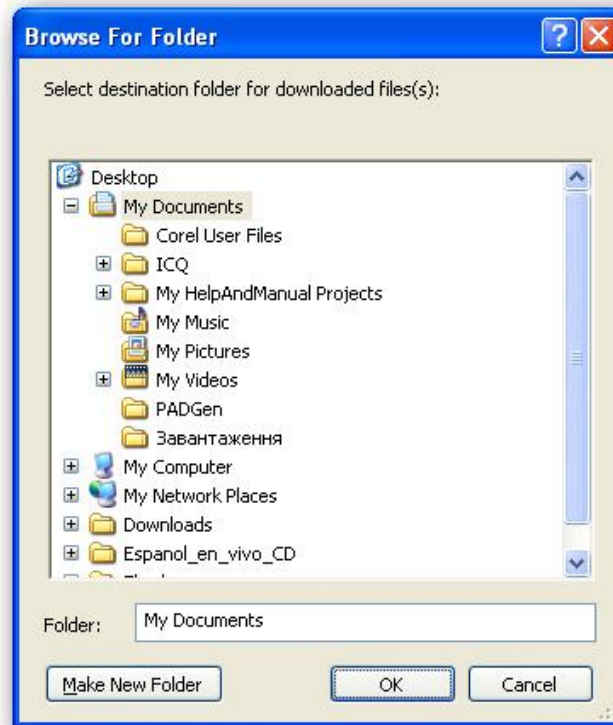 Browse For Folder
Select destination folder for downloaded files(s):
Desktop
My Documents
Corel User Files
ICQ
My HelpAndManual Projects
My Music
My Pictures
My Videos
PADGen
Завантаження
My Computer
My Network Places
Downloads
Espanol_en_vivo_CD
Folder: My Documents
Make New Folder OK Cancel